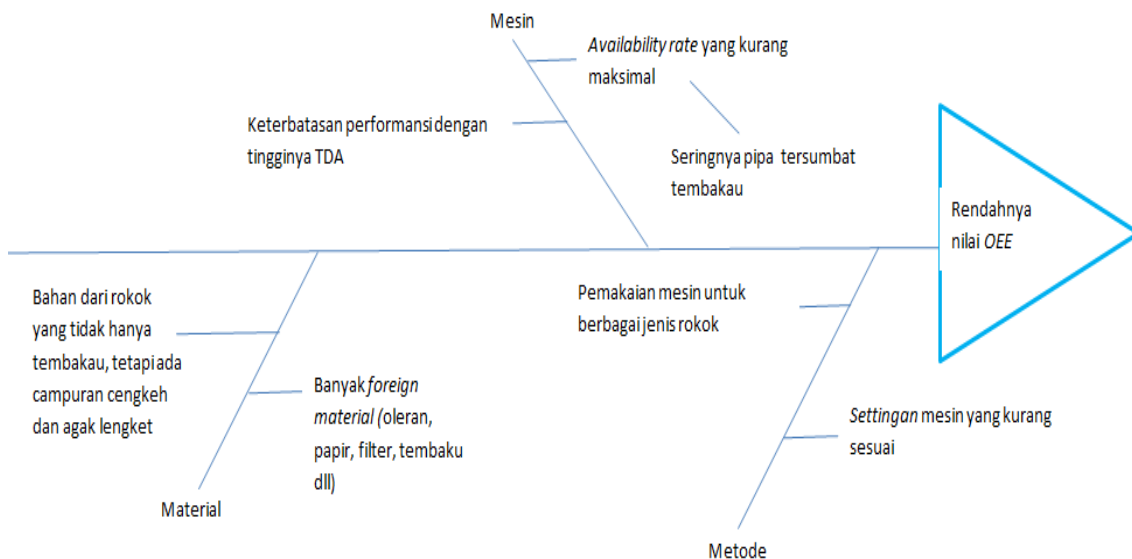 Mesin
Availability rate yang kurang
maksimal
Keterbatasan performansi dengan
tingginya TDA
Seringnya pipa tersumbat
tembakau
Rendahnya
nilai OEE
Bahan dari rokok
yang tidak hanya
tembakau, tetapi ada
campuran cengkeh
dan agak lengket
Banyak foreign
material (oleran,
papir, filter, tembaku
dll)
Material
Pemakaian mesin untuk
berbagai jenis rokok
Settingan mesin yang kurang
sesuai
Metode